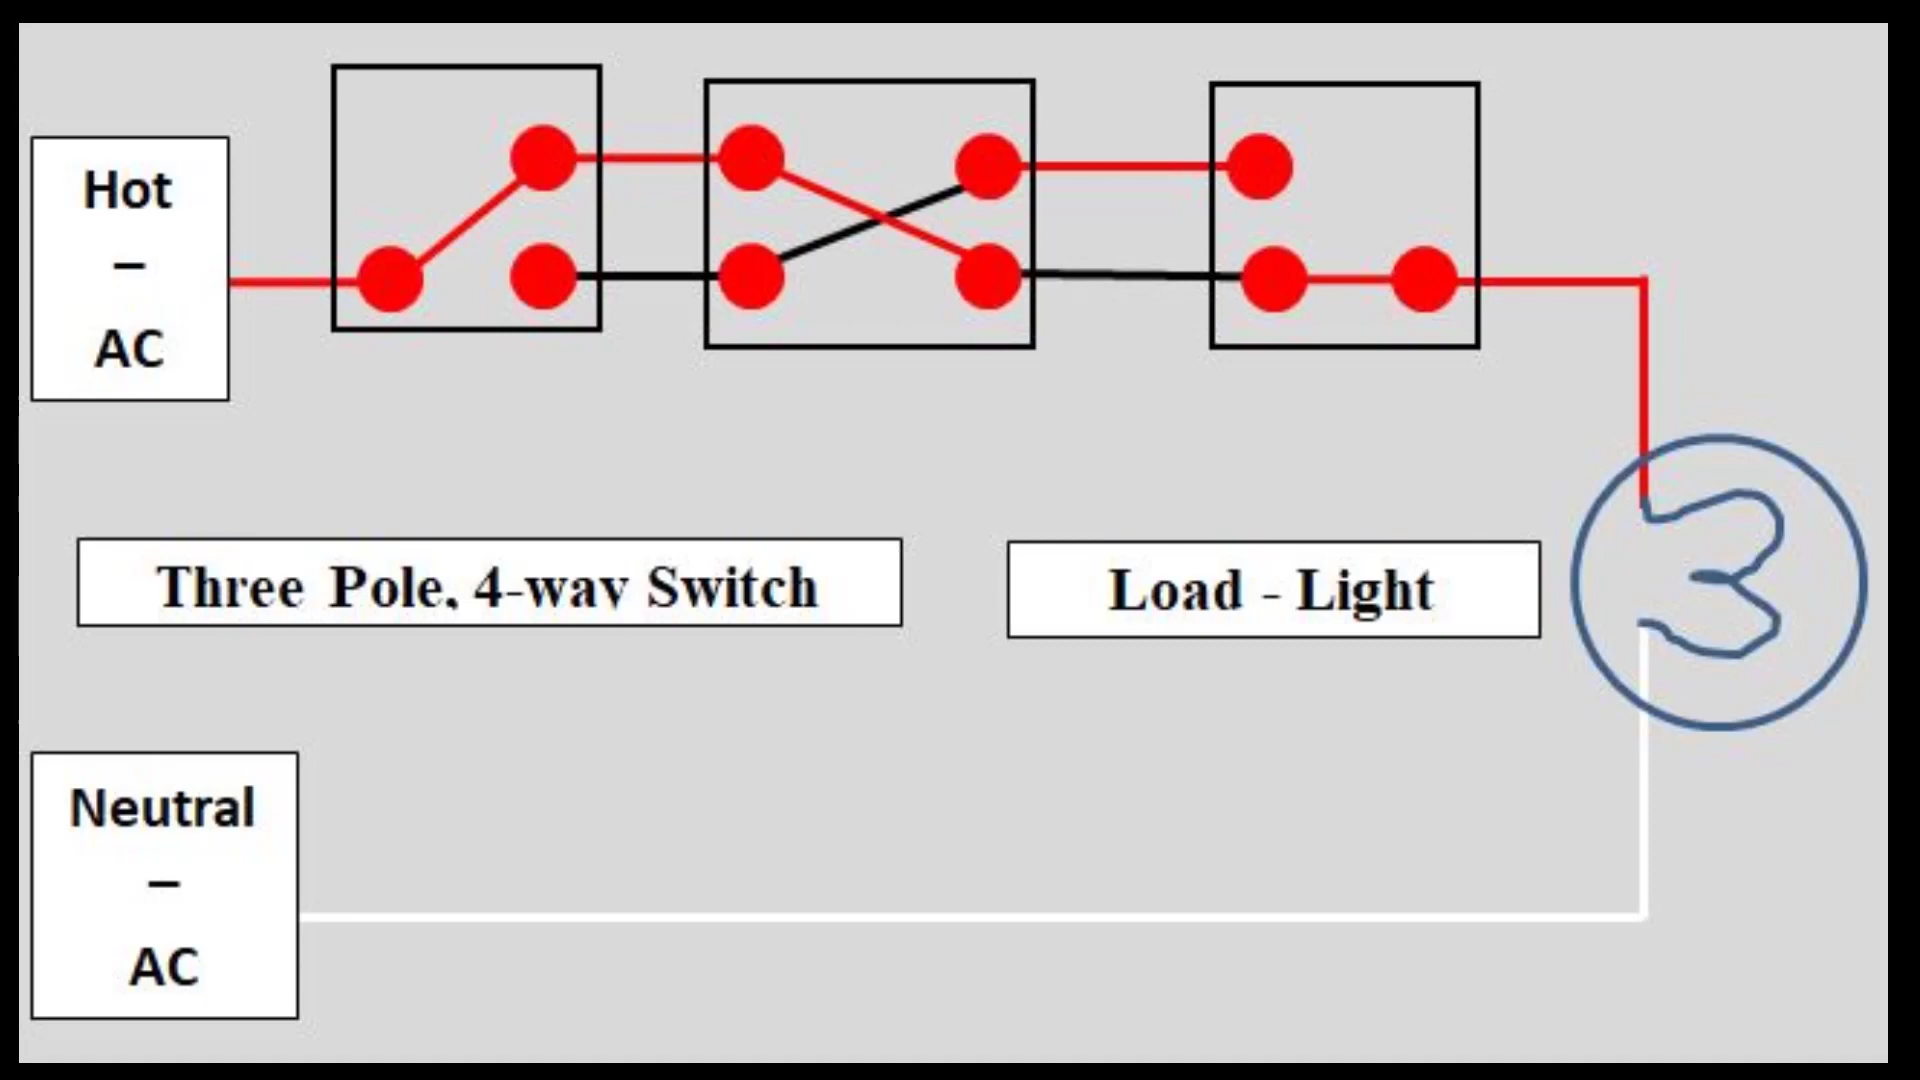 Hot
–
AC
Three Pole, 4-way Switch
Load - Light
Neutral
–
AC